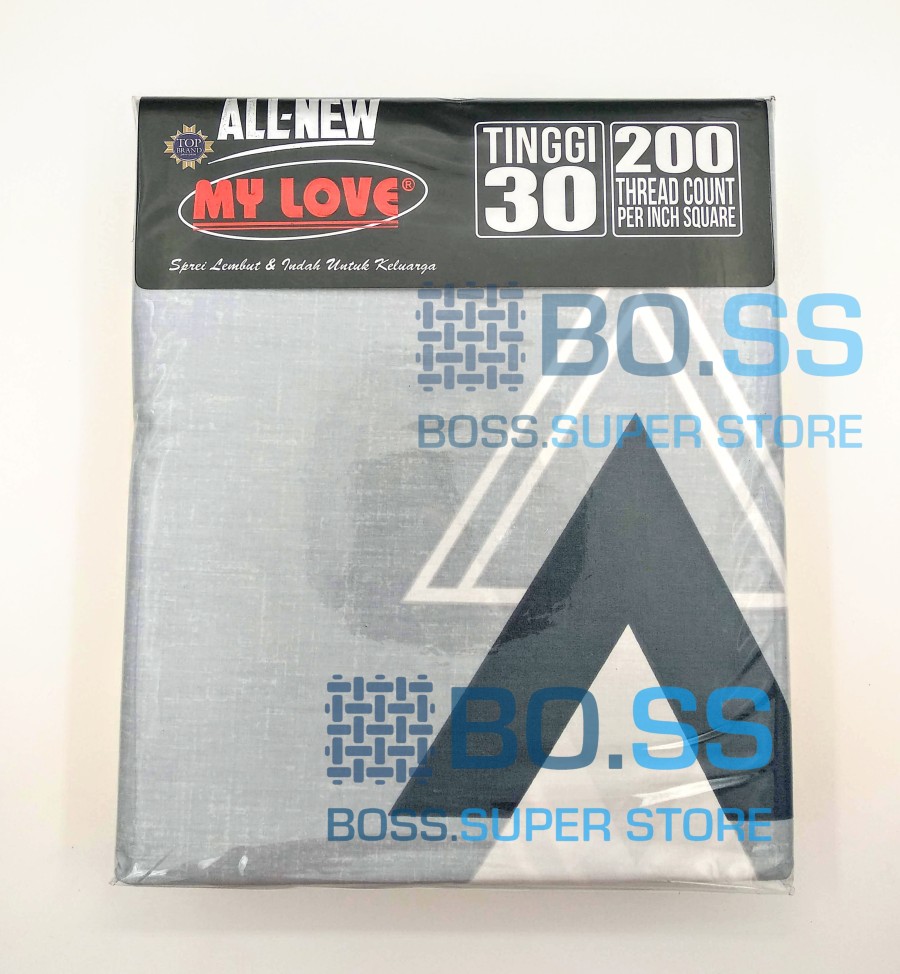 ALL-NEW
TOP
BRAND
MY LOVE®
Sprei Lembut & Indah Untuk Keluarga
TINGGI
30
200
THREAD COUNT
PER INCH SQUARE
BO.SS
BOSS.SUPER STORE
BO.SS
BOSS.SUPER STORE